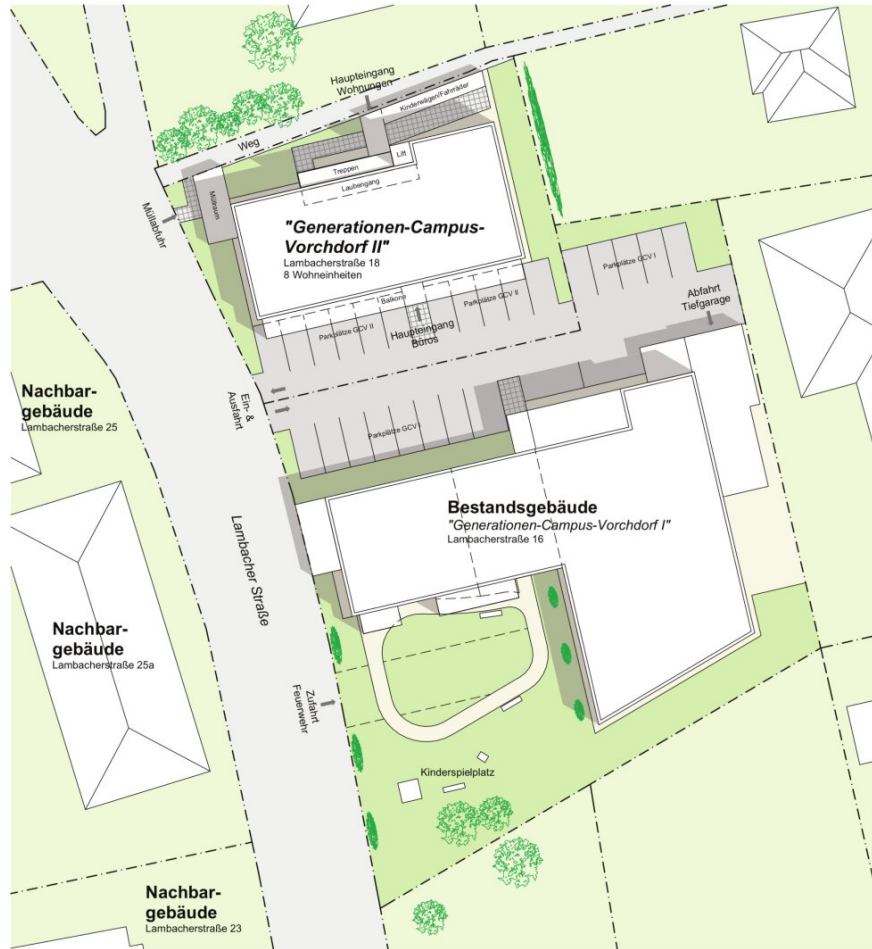 Haupteingang
Wohnungen
Kinderwägen/Fahrräder
Weg
Lift
Treppen
Laubengang
Müllraum
Müllabfuhr
"Generationen-Campus-
Vorchdorf II"
Lambacherstraße 18
8 Wohneinheiten
Parkplätze GCV I
Balkone
Parkplätze GCV II
Parkplätze GCV II
Haupteingang
Büros
Abfahrt
Tiefgarage
Nachbar-
gebäude
Lambacherstraße 25
Ein- &
Ausfahrt
Parkplätze GCV I
Bestandsgebäude
"Generationen-Campus-Vorchdorf I"
Lambacherstraße 16
Lambacher Straße
Nachbar-
gebäude
Lambacherstraße 25a
Zufahrt
Feuerwehr
Kinderspielplatz
Nachbar-
gebäude
Lambacherstraße 23